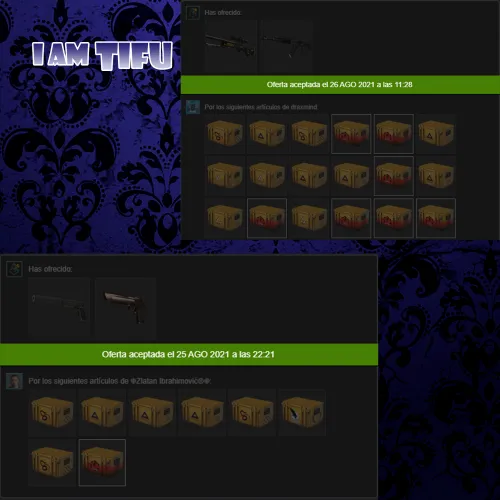 I AM TIFU
Has ofrecido:
Oferta aceptada el 26 AGO 2021 a las 11:28
Por los siguientes artículos de
Has ofrecido:
Oferta aceptada el 25 AGO 2021 a las 22:21
Por los siguientes artículos de ®Zlatan Ibrahimović®®: